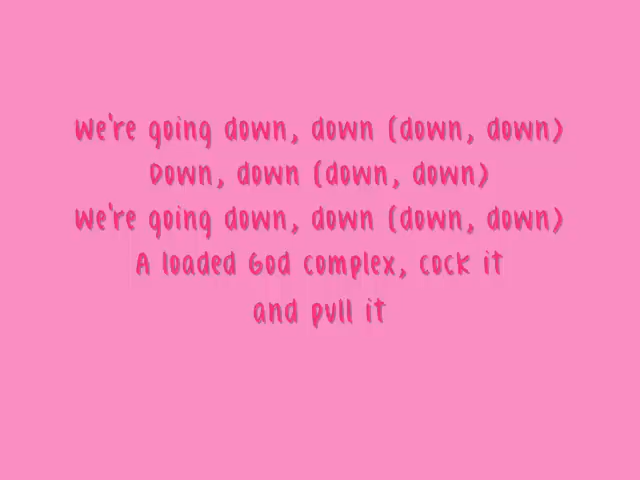 We're going down, down (down, down)
Down, down (down, down)
We're going down, down (down, down)
A loaded God complex, cock it
and pull it